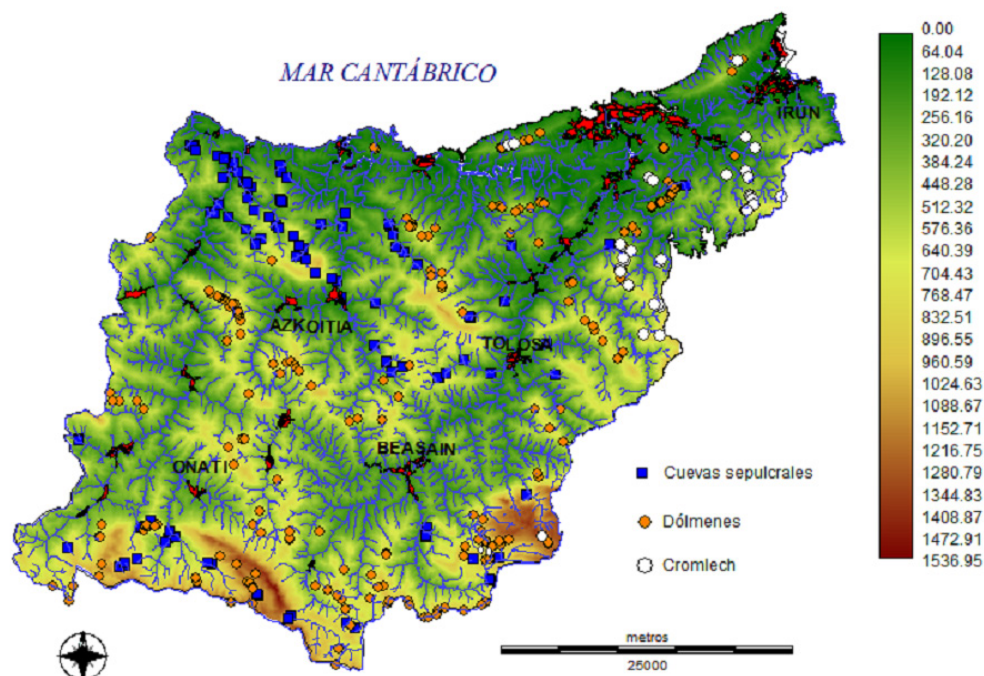 MAR CANTÁBRICO
IRUN
AZKOITIA
TOLOSA
BEASAIN
OÑATI
Cuevas sepulcrales
Dólmenes
Cromlech
metros
25000
0.00
64.04
128.08
192.12
256.16
320.20
384.24
448.28
512.32
576.36
640.39
704.43
768.47
832.51
896.55
960.59
1024.63
1088.67
1152.71
1216.75
1280.79
1344.83
1408.87
1472.91
1536.95